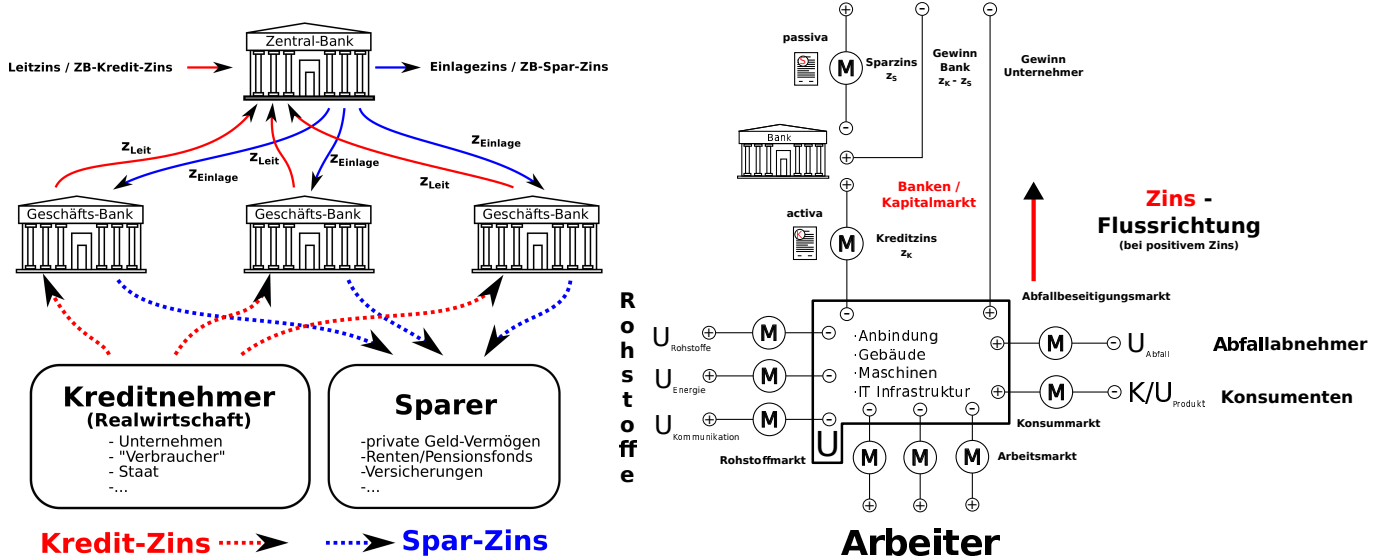 Zentral-Bank
Leitzins / ZB-Kredit-Zins
Einlagezins / ZB-Spar-Zins
zLeit
zEinlage
zLeit
zEinlage
zEinlage
zLeit
Geschäfts-Bank
Geschäfts-Bank
Geschäfts-Bank
Kreditnehmer
(Realwirtschaft)
- Unternehmen
- "Verbraucher"
- Staat
-...
Sparer
-private Geld-Vermögen
-Renten/Pensionsfonds
-Versicherungen
-...
Kredit-Zins
Spar-Zins
passiva
S
M
Sparzins
zS
Gewinn
Bank
zK - zS
Gewinn
Unternehmer
Bank
Banken /
Kapitalmarkt
activa
K
M
Kreditzins
zK
Zins -
Flussrichtung
(bei positivem Zins)
Rohstoffe
URohstoffe
M
UEnergie
M
UKommunikation
M
Rohstoffmarkt
·Anbindung
·Gebäude
·Maschinen
·IT Infrastruktur
U
Abfallbeseitigungsmarkt
M
UAbfall
Abfallabnehmer
M
K/UProdukt
Konsumenten
Konsummarkt
M
M
M
Arbeitsmarkt
Arbeiter